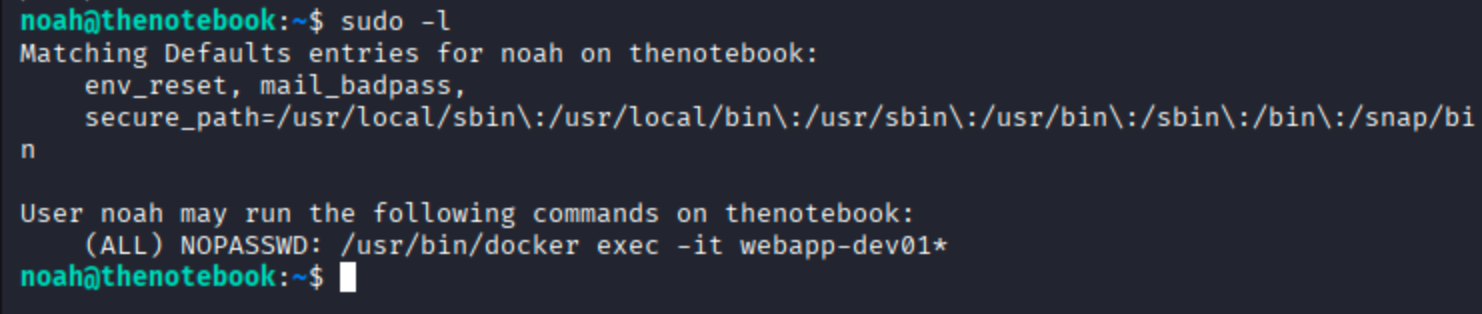 noah@thenotebook:~$ sudo -l
Matching Defaults entries for noah on thenotebook:
    env_reset, mail_badpass,
    secure_path=/usr/local/sbin\:/usr/local/bin\:/usr/sbin\:/usr/bin\:/sbin\:/bin\:/snap/bi
n

User noah may run the following commands on thenotebook:
    (ALL) NOPASSWD: /usr/bin/docker exec -it webapp-dev01*
noah@thenotebook:~$